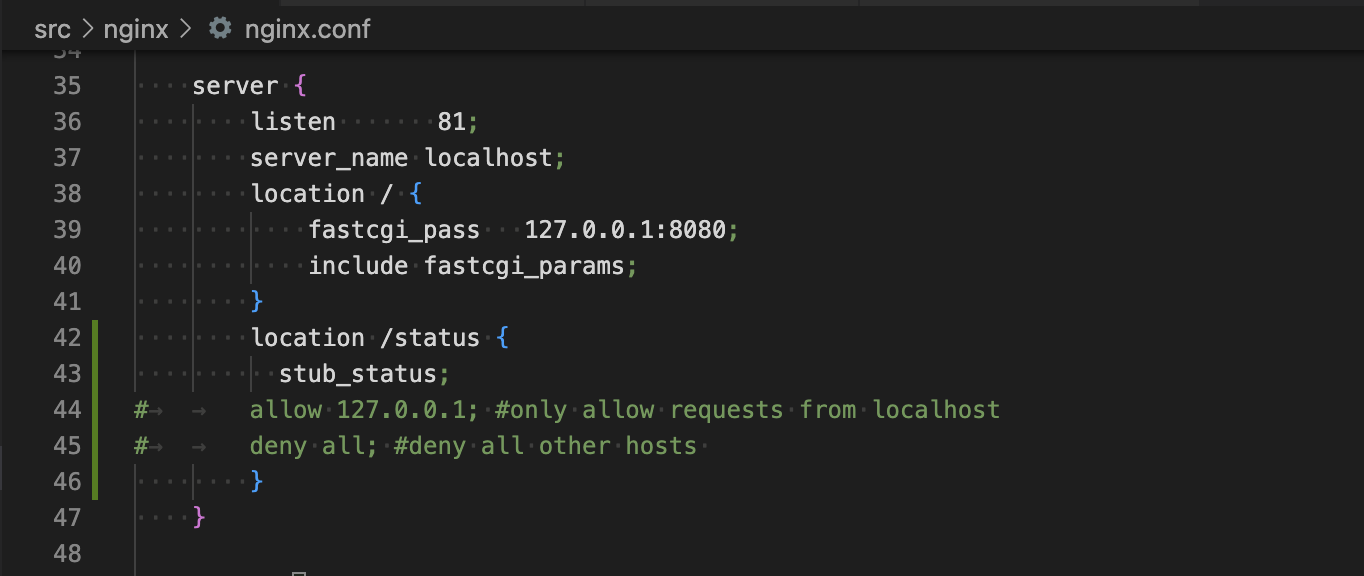 src > nginx > nginx.conf
34
35     server {
36         listen       81;
37         server_name localhost;
38         location / {
39             fastcgi_pass   127.0.0.1:8080;
40             include fastcgi_params;
41         }
42         location /status {
43           stub_status;
44 #		allow 127.0.0.1; #only allow requests from localhost
45 #		deny all; #deny all other hosts 
46         }
47     }
48